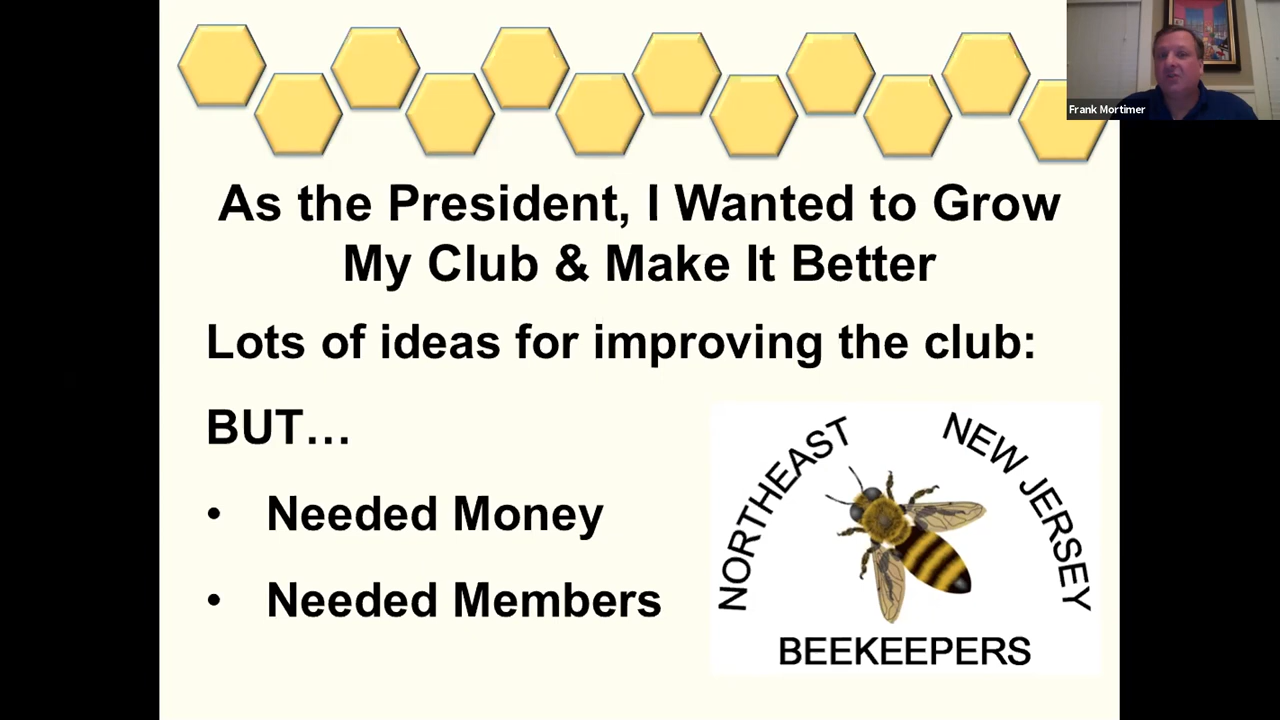 Frank Mortimer
As the President, I Wanted to Grow
My Club & Make It Better
Lots of ideas for improving the club:
BUT…
• Needed Money
• Needed Members
NORTHEAST
NEW JERSEY
BEEKEEPERS